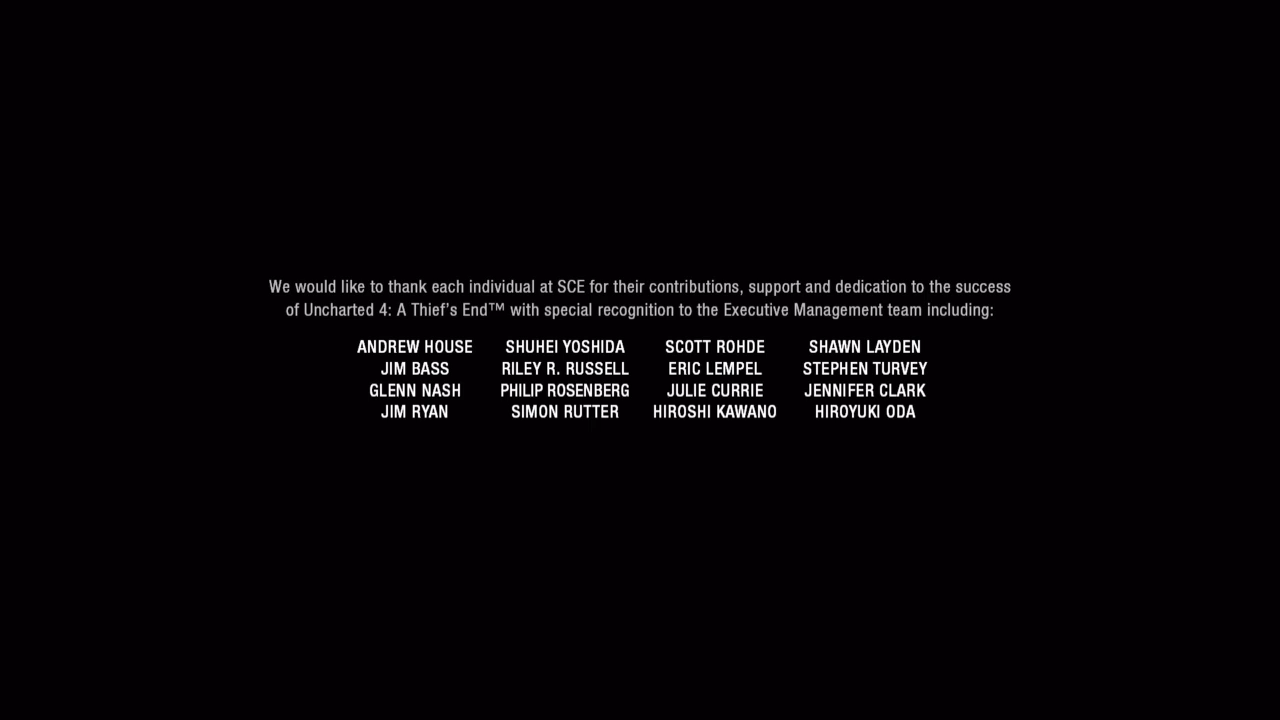 We would like to thank each individual at SCE for their contributions, support and dedication to the success
of Uncharted 4: A Thief's End™ with special recognition to the Executive Management team including:
ANDREW HOUSE SHUHEI YOSHIDA SCOTT ROHDE SHAWN LAYDEN
JIM BASS RILEY R. RUSSELL ERIC LEMPEL STEPHEN TURVEY
GLENN NASH PHILIP ROSENBERG JULIE CURRIE JENNIFER CLARK
JIM RYAN SIMON RUTTER HIROSHI KAWANO HIROYUKI ODA